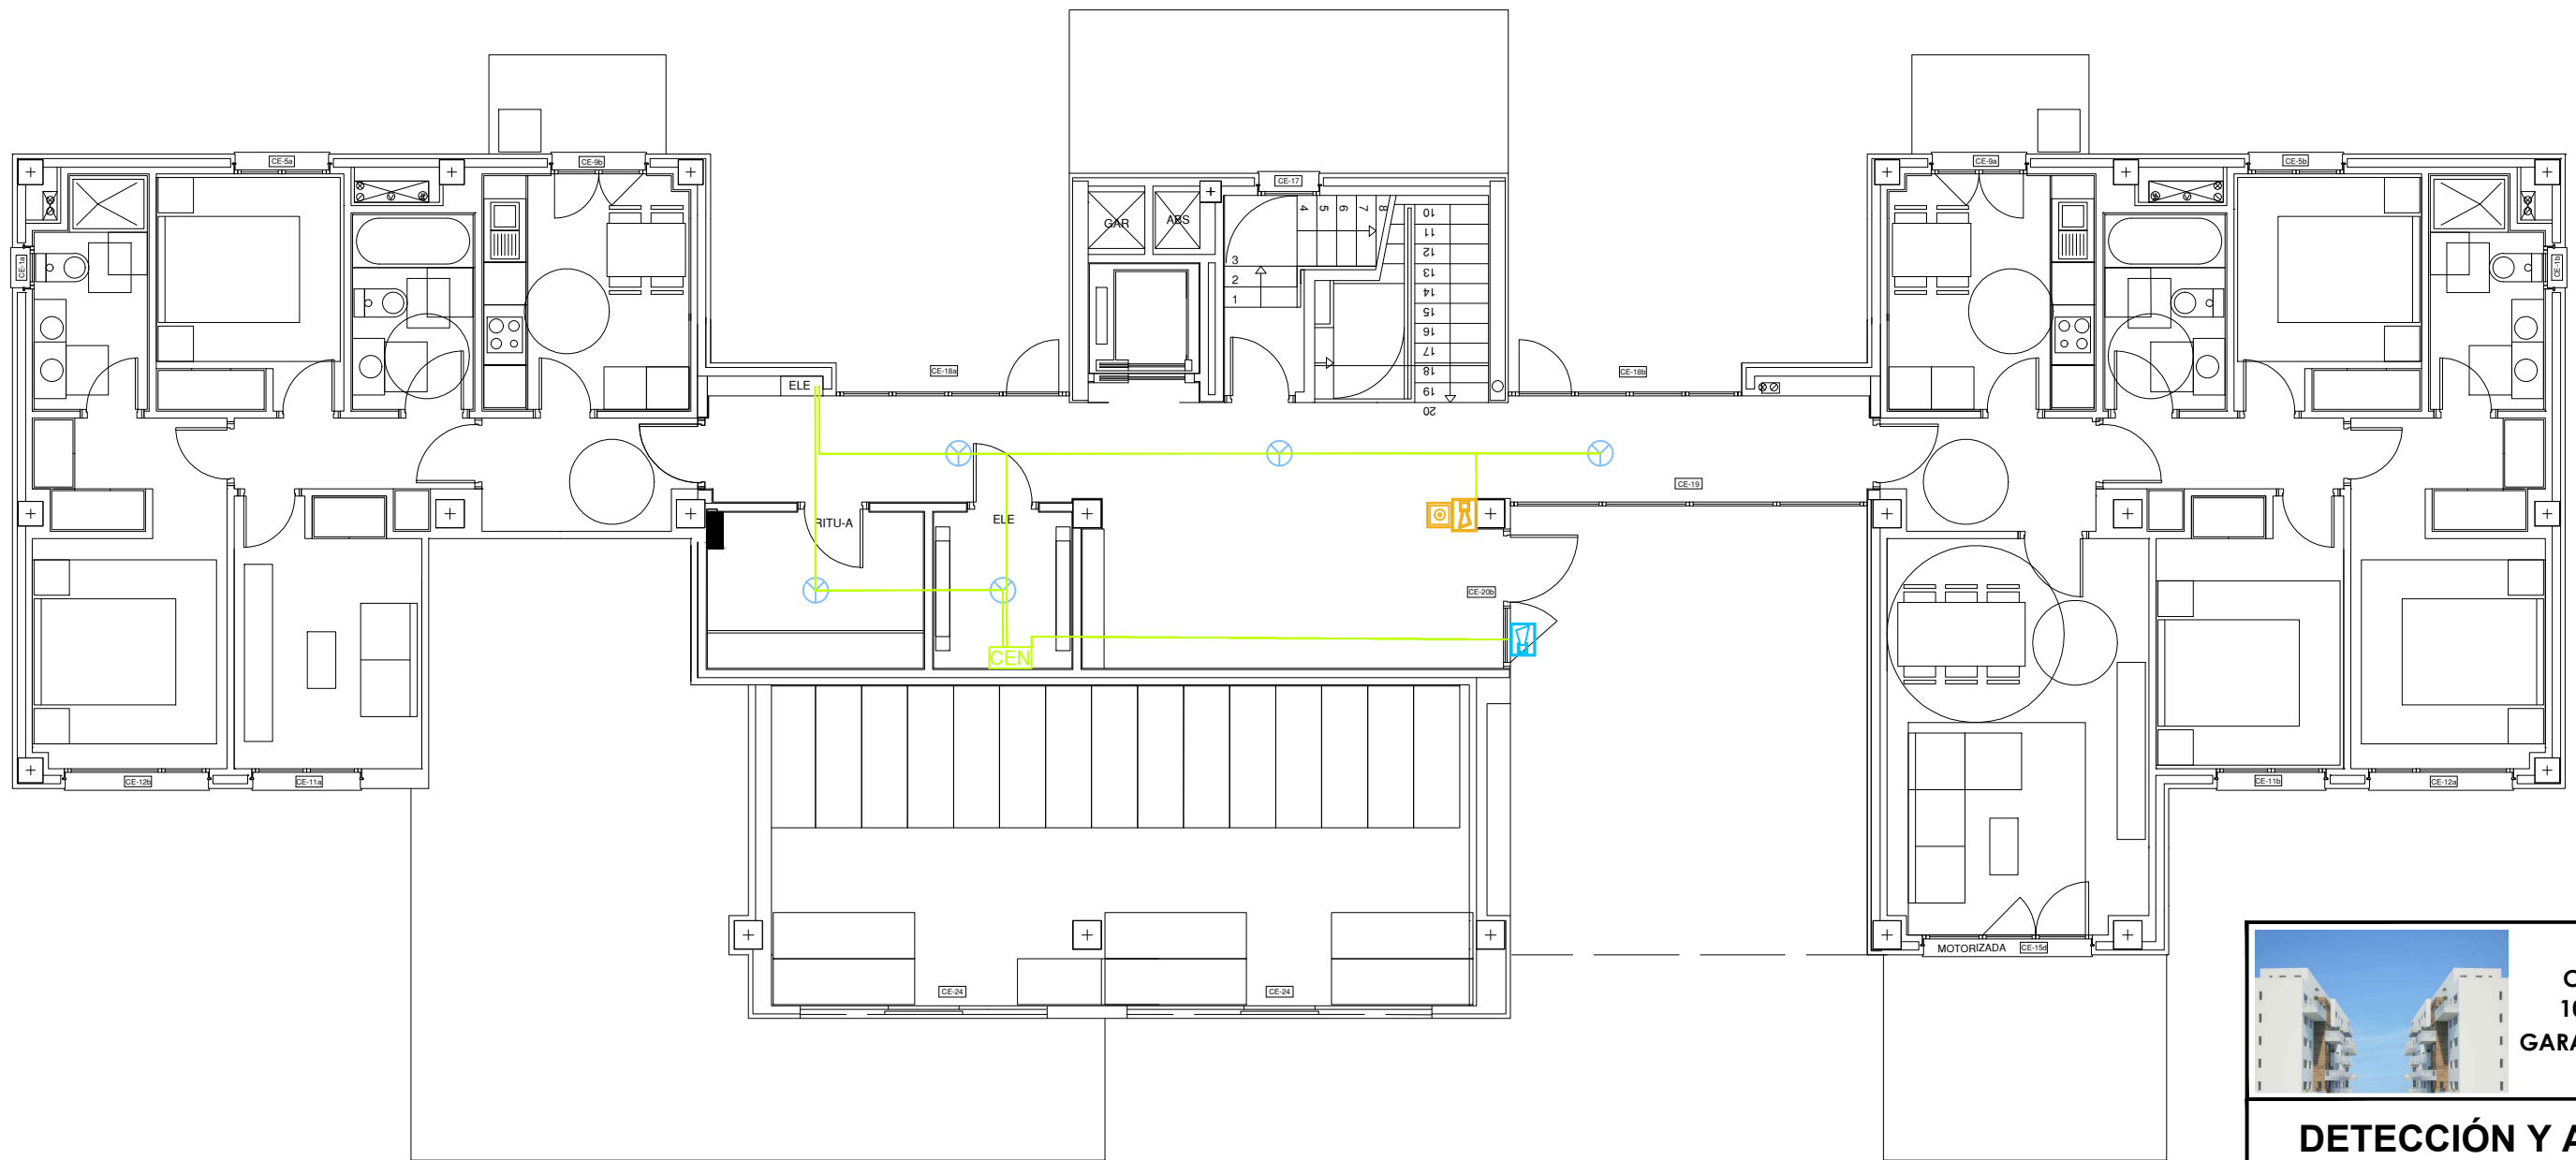 CE-5a
CE-9b
CE-17
CE-9a
CE-5b
GAR
ABS
4
5
6
7
8
10
11
12
13
14
15
16
17
18
19
20
3
2
1
CE-1a
CE-1b
ELE
CE-18a
CE-18b
CE-19
RITU-A
ELE
CE-20b
CEN
CE-12b
CE-11a
CE-11b
CE-12a
MOTORIZADA
CE-15d
CE-24
CE-24
GARA
DETECCIÓN Y A